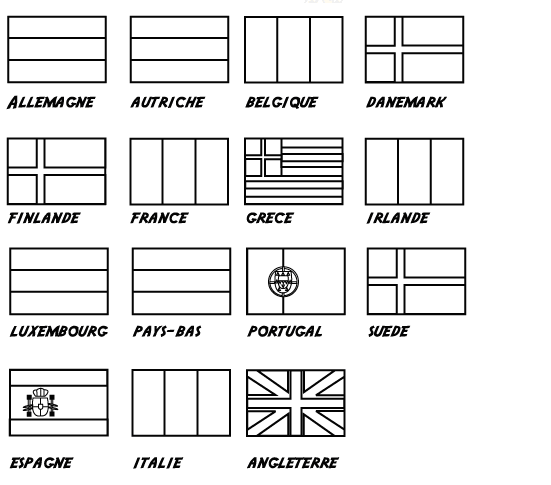 ALLEMAGNE AUTRICHE BELGIQUE DANEMARK
FINLANDE FRANCE GRECE IRLANDE
LUXEMBOURG PAYS-BAS PORTUGAL SUEDE
ESPAGNE ITALIE ANGLETERRE